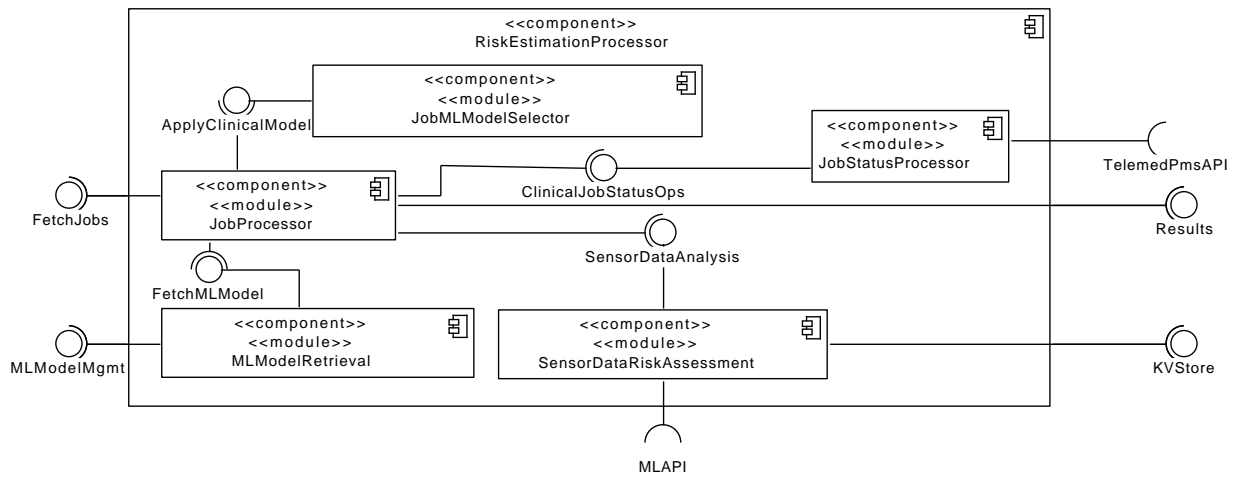 <<component>>
RiskEstimationProcessor
<<component>>
<<module>>
JobMLModelSelector
ApplyClinicalModel
<<component>>
<<module>>
JobStatusProcessor
TelemedPmsAPI
<<component>>
<<module>>
JobProcessor
ClinicalJobStatusOps
FetchJobs
Results
SensorDataAnalysis
FetchMLModel
<<component>>
<<module>>
MLModelRetrieval
<<component>>
<<module>>
SensorDataRiskAssessment
MLModelMgmt
KVStore
MLAPI